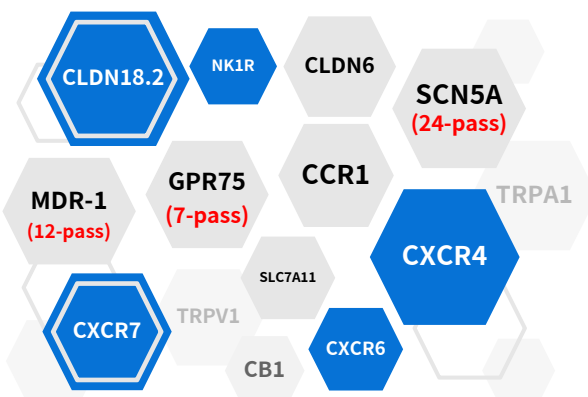 CLDN18.2
NK1R
CLDN6
SCN5A
(24-pass)
MDR-1
(12-pass)
GPR75
(7-pass)
CCR1
TRPA1
CXCR4
SLC7A11
CXCR7
TRPV1
CXCR6
CB1